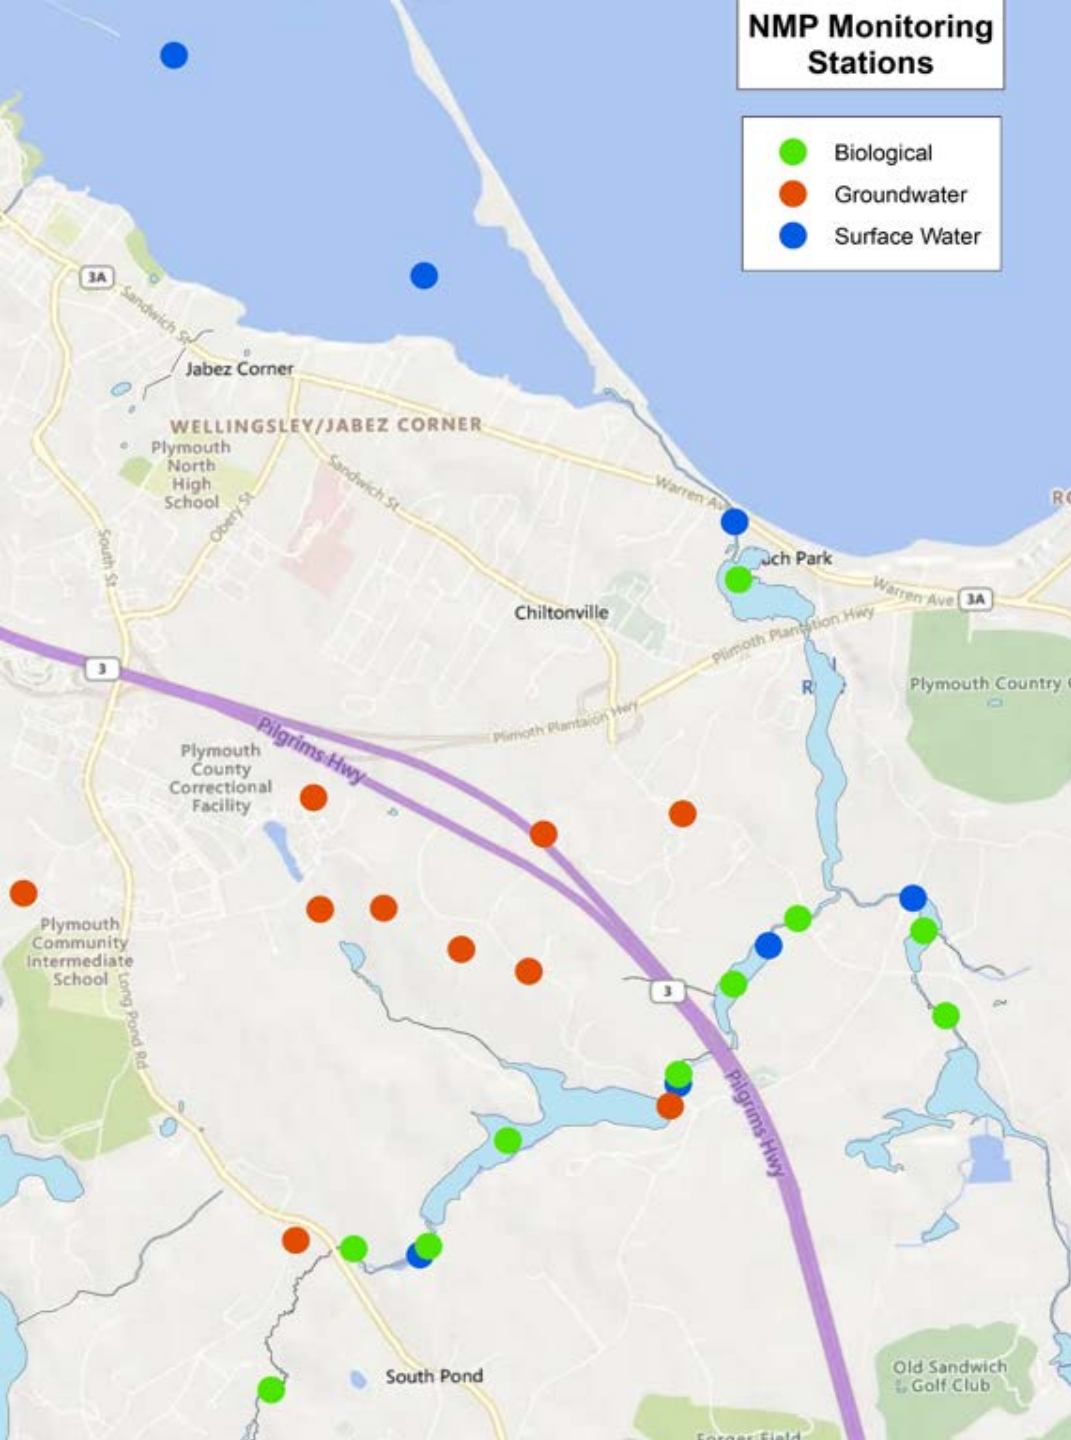 NMP Monitoring
Stations
Biological
Groundwater
Surface Water
3A
Sandwich St
Jabez Corner
WELLINGSLEY/JABEZ CORNER
Plymouth
North
High
School
Sandwich St
Obery St
Warren Ave
South St
Chiltonville
Warren Ave
3A
Plimoth Plantation Hwy
3
Plymouth Country
Pilgrims Hwy
Plimoth Plantaion Hwy
Plymouth
County
Correctional
Facility
Plymouth
Community
Intermediate
School
Long Pond Rd
3
Pilgrims Hwy
South Pond
Old Sandwich
Golf Club